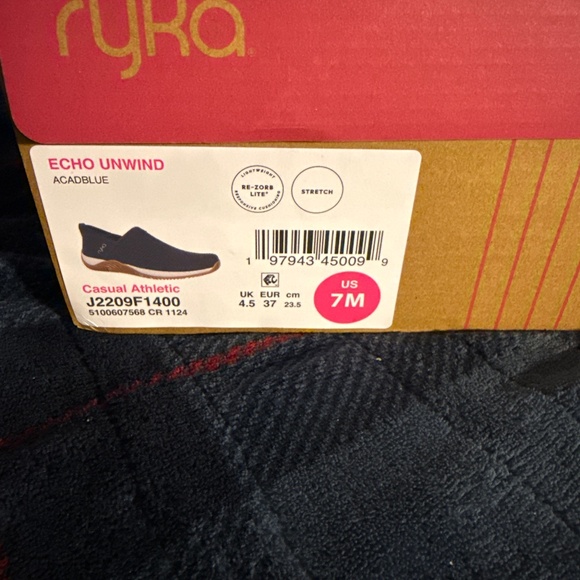 ryka
ECHO UNWIND
ACADBLUE
LIGHTWEIGHT
RE-ZORB
LITE
RESPONSIVE CUSHIONING
STRETCH
1 97943 45009 9
Casual Athletic
J2209F1400
5100607568 CR 1124
UK EUR cm
4.5 37 23.5
US
7M